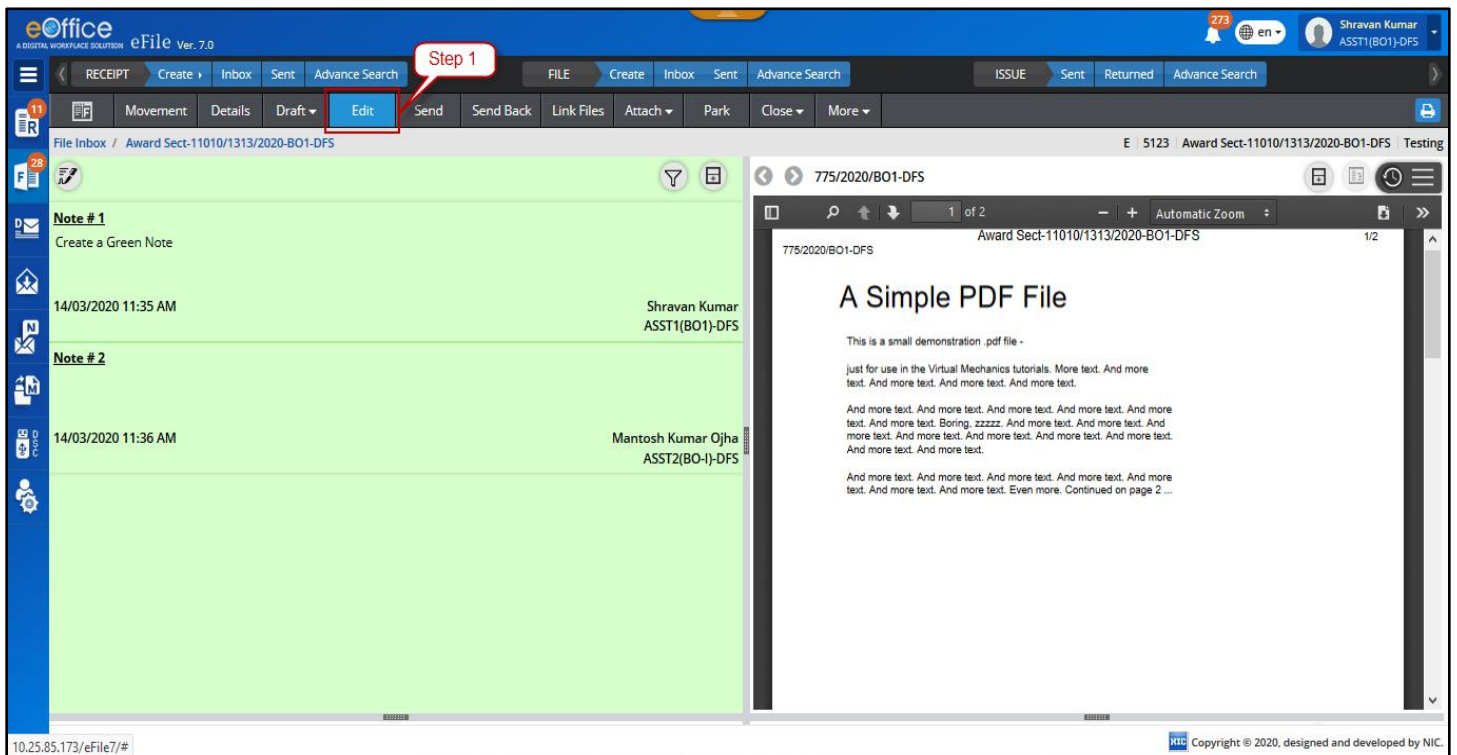 eOffice
A DIGITAL WORKPLACE SOLUTION eFile Ver. 7.0
273 en Shravan Kumar
ASST1(BO1)-DFS
RECEIPT Create Inbox Sent Advance Search FILE Create Inbox Sent Advance Search ISSUE Sent Returned Advance Search
Step 1
Movement Details Draft Edit Send Send Back Link Files Attach Park Close More
File Inbox / Award Sect-11010/1313/2020-BO1-DFS
E 5123 Award Sect-11010/1313/2020-BO1-DFS Testing
11
R
28
F
D
N
M
DSC
Note # 1
Create a Green Note
14/03/2020 11:35 AM Shravan Kumar
ASST1(BO1)-DFS
Note # 2
14/03/2020 11:36 AM Mantosh Kumar Ojha
ASST2(BO-I)-DFS
775/2020/BO1-DFS
1 of 2 Automatic Zoom
Award Sect-11010/1313/2020-BO1-DFS 1/2
775/2020/BO1-DFS
A Simple PDF File
This is a small demonstration .pdf file -
just for use in the Virtual Mechanics tutorials. More text. And more
text. And more text. And more text. And more text.
And more text. And more text. And more text. And more text. And more
text. And more text. Boring, zzzzz. And more text. And more text. And
more text. And more text. And more text. And more text. And more text.
And more text. And more text.
And more text. And more text. And more text. And more text. And more
text. And more text. And more text. Even more. Continued on page 2 ...
10.25.85.173/eFile7/#
NIC Copyright © 2020, designed and developed by NIC.